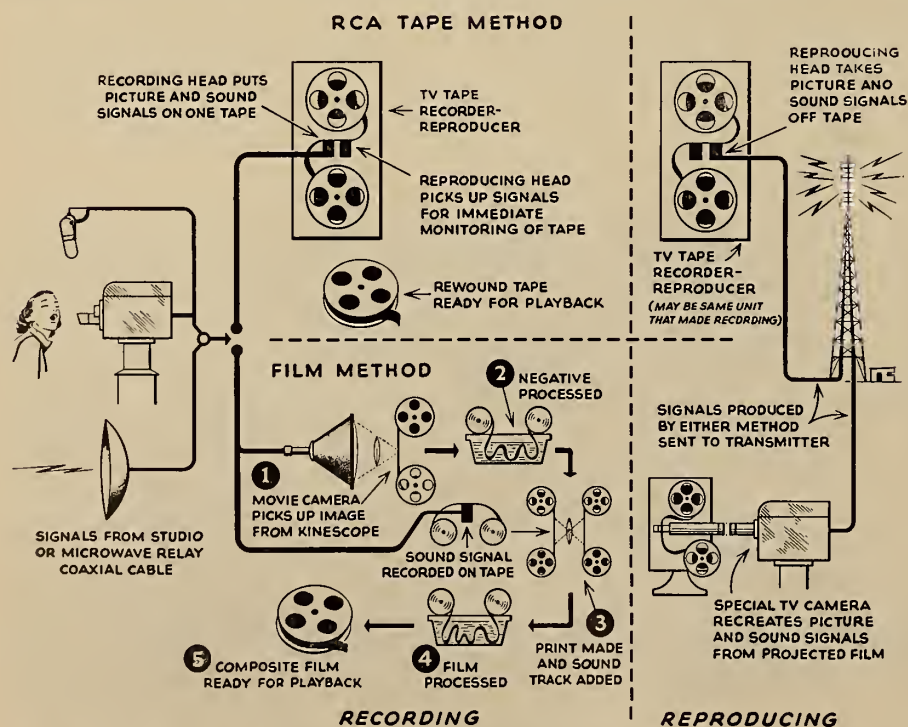 RCA TAPE METHOD
RECORDING HEAD PUTS
PICTURE AND SOUND
SIGNALS ON ONE TAPE
TV TAPE
RECORDER-
REPRODUCER
REPRODUCING HEAD
PICKS UP SIGNALS
FOR IMMEDIATE
MONITORING OF TAPE
REWOUND TAPE
READY FOR PLAYBACK
REPRODUCING
HEAD TAKES
PICTURE AND
SOUND SIGNALS
OFF TAPE
TV TAPE
RECORDER-
REPRODUCER
(MAY BE SAME UNIT
THAT MADE RECORDING)
SIGNALS FROM STUDIO
OR MICROWAVE RELAY
COAXIAL CABLE
FILM METHOD
1
MOVIE CAMERA
PICKS UP IMAGE
FROM KINESCOPE
2 NEGATIVE
PROCESSED
SOUND SIGNAL
RECORDED ON TAPE
3
PRINT MADE
AND SOUND
TRACK ADDED
4 FILM
PROCESSED
5 COMPOSITE FILM
READY FOR PLAYBACK
SIGNALS PRODUCED
BY EITHER METHOD
SENT TO TRANSMITTER
SPECIAL TV CAMERA
RECREATES PICTURE
AND SOUND SIGNALS
FROM PROJECTED FILM
RECORDING
REPRODUCING